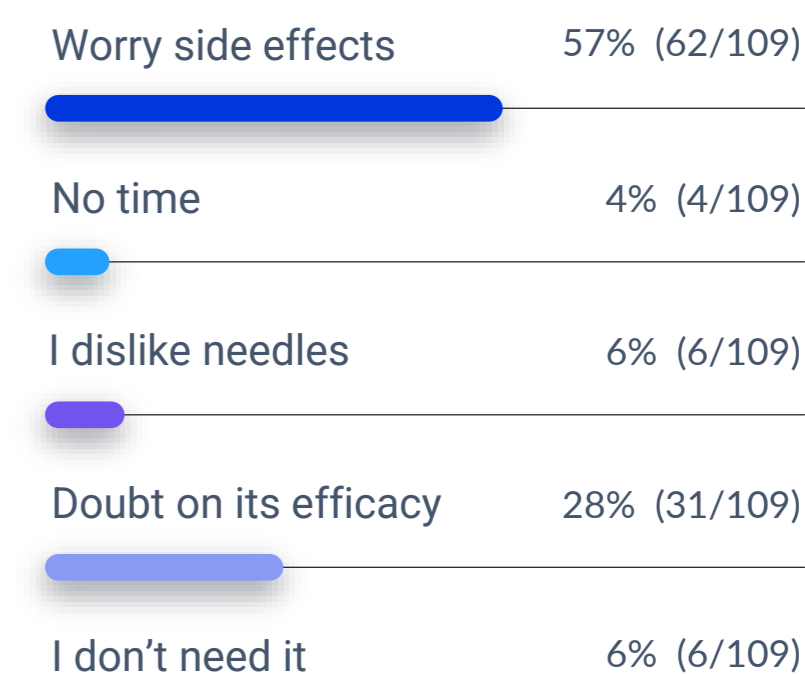 Worry side effects 57% (62/109)
No time 4% (4/109)
I dislike needles 6% (6/109)
Doubt on its efficacy 28% (31/109)
I don’t need it 6% (6/109)